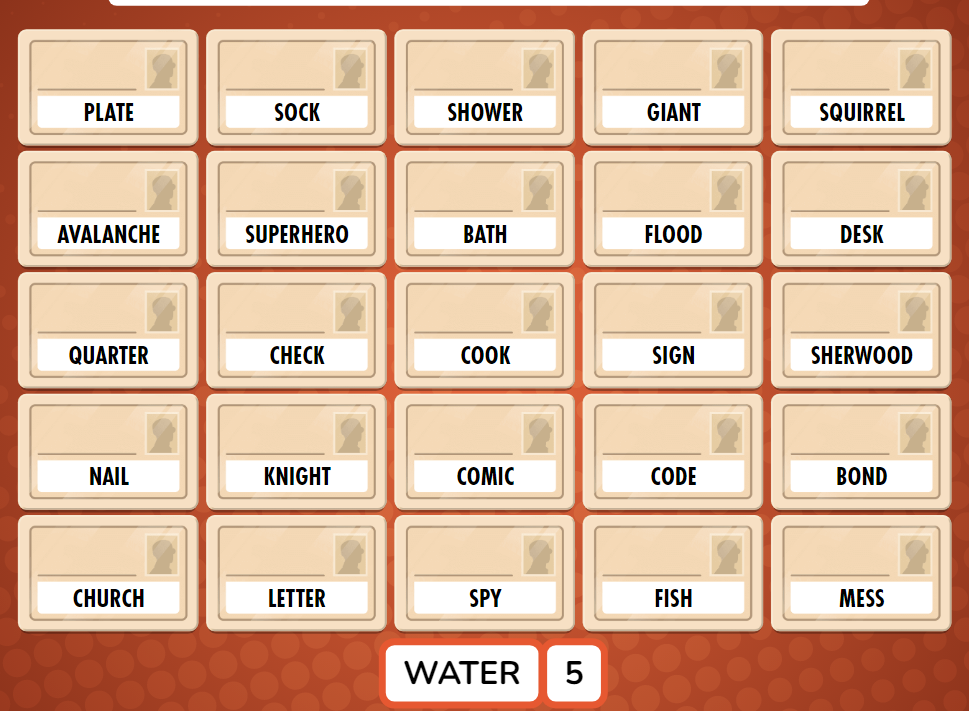 PLATE SOCK SHOWER GIANT SQUIRREL
AVALANCHE SUPERHERO BATH FLOOD DESK
QUARTER CHECK COOK SIGN SHERWOOD
NAIL KNIGHT COMIC CODE BOND
CHURCH LETTER SPY FISH MESS
WATER 5